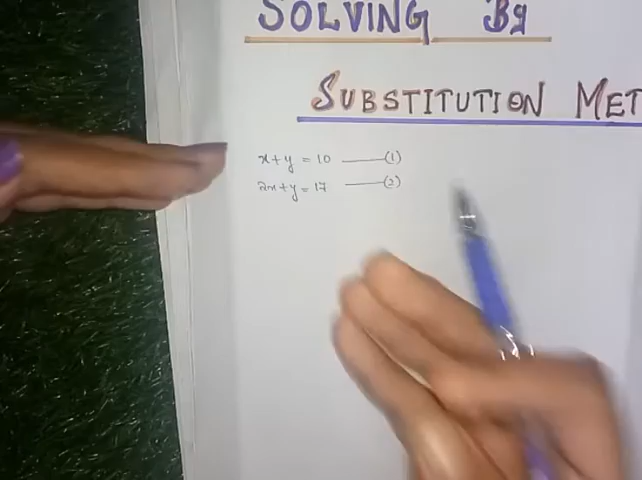 SOLVING By
SUBSTITUTION MET
x+y = 10 ——(1)
2x+y = 17 ——(2)